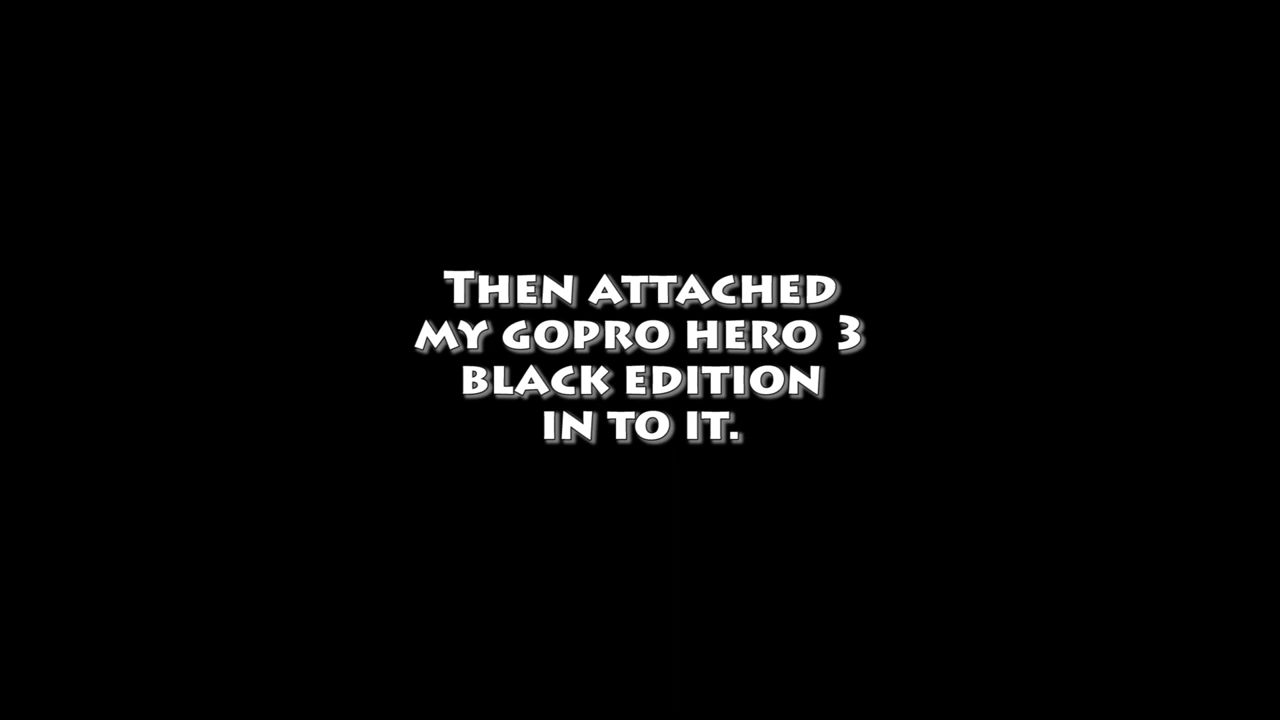 Then attached
my gopro hero 3
black edition
in to it.